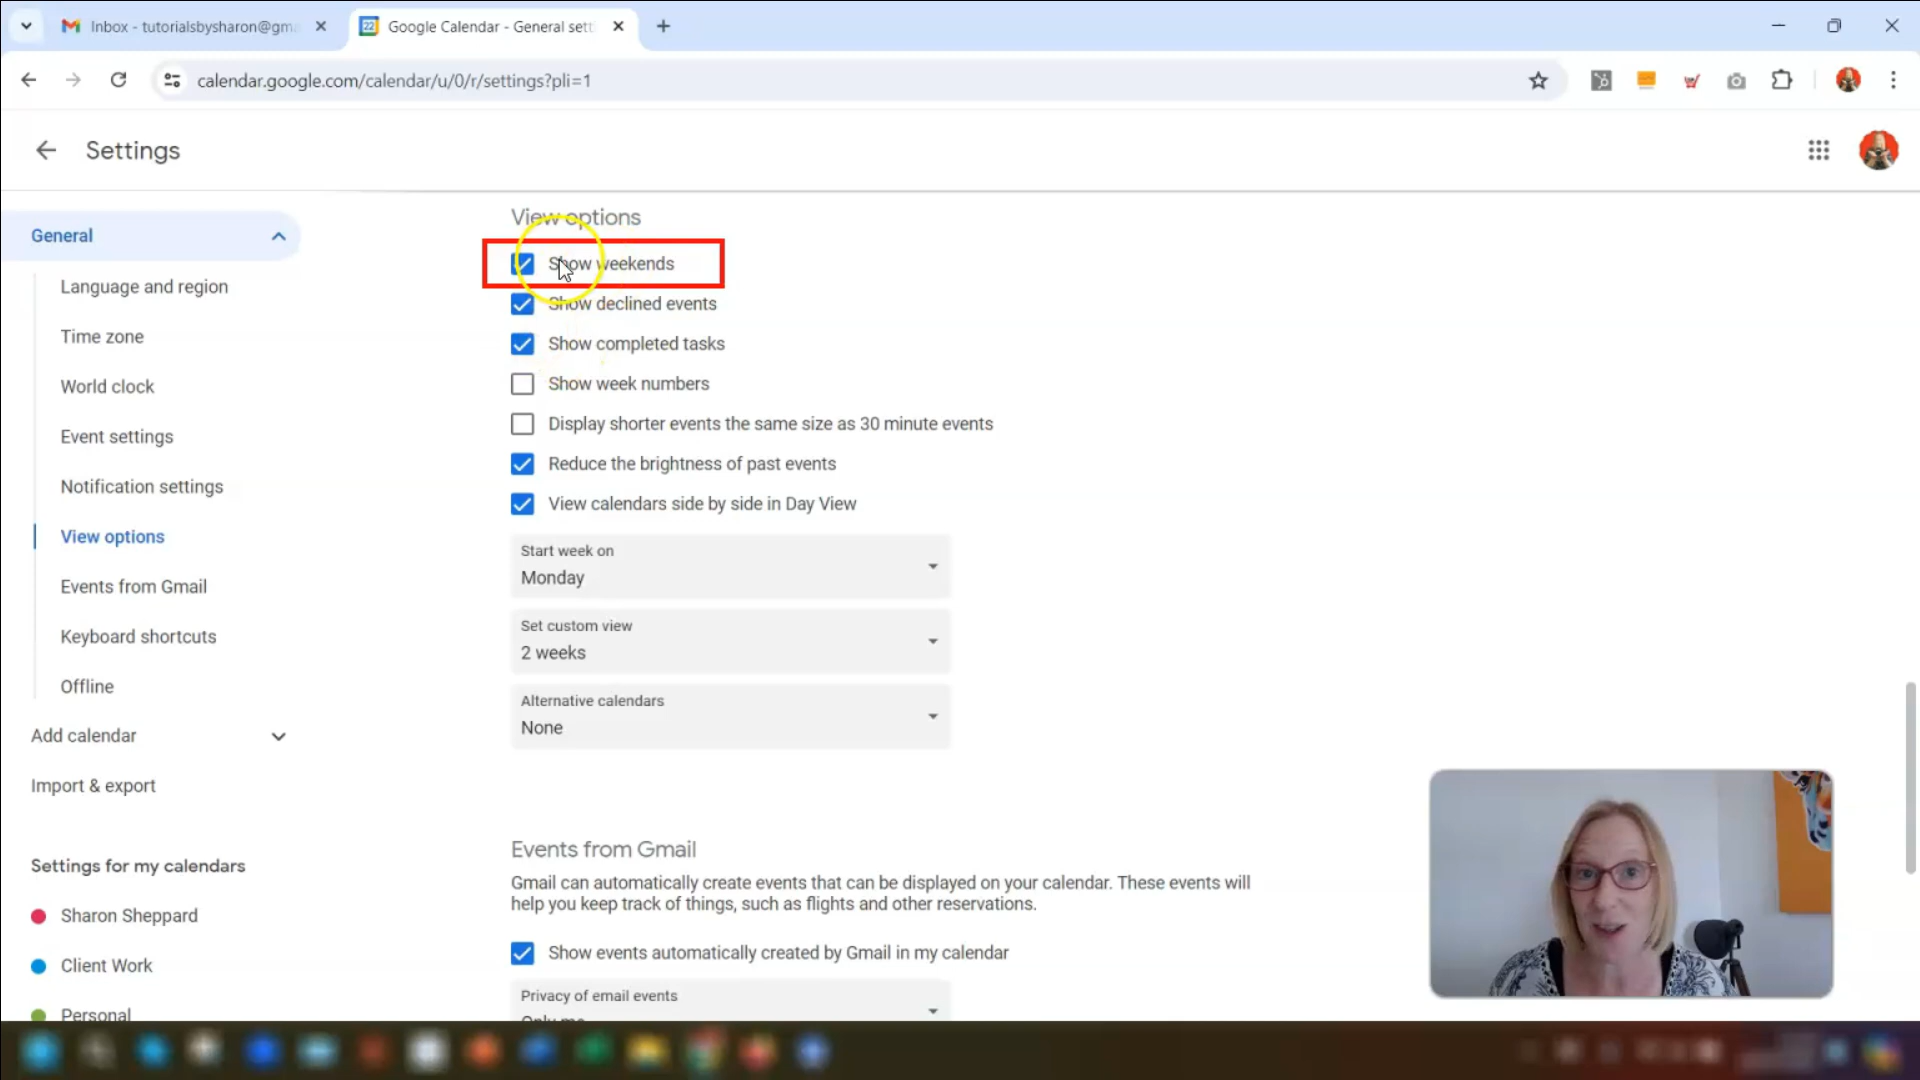 Inbox - tutorialsbysharon@gma
Google Calendar - General sett
calendar.google.com/calendar/u/0/r/settings?pli=1
Settings
General
Language and region
Time zone
World clock
Event settings
Notification settings
View options
Events from Gmail
Keyboard shortcuts
Offline
Add calendar
Import & export
Settings for my calendars
Sharon Sheppard
Client Work
Personal
View options
Show weekends
Show declined events
Show completed tasks
Show week numbers
Display shorter events the same size as 30 minute events
Reduce the brightness of past events
View calendars side by side in Day View
Start week on
Monday
Set custom view
2 weeks
Alternative calendars
None
Events from Gmail
Gmail can automatically create events that can be displayed on your calendar. These events will
help you keep track of things, such as flights and other reservations.
Show events automatically created by Gmail in my calendar
Privacy of email events
Only me